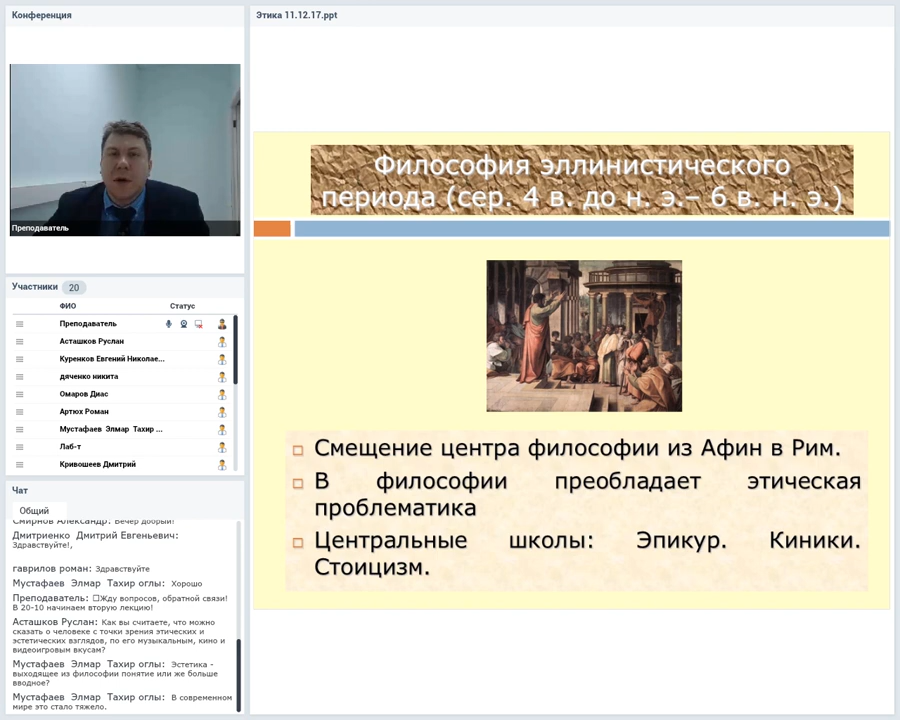 Конференция
Преподаватель
Участники 20
ФИО Статус
Преподаватель
Асташков Руслан
Куренков Евгений Николае...
дяченко никита
Омаров Диас
Артюх Роман
Мустафаев Элмар Тахир ...
Лаб-т
Кривошеев Дмитрий
Чат
Общий
Смирнов Александр: Вечер добрый!
Дмитриенко Дмитрий Евгеньевич:
Здравствуйте!,
гаврилов роман: Здравствуйте
Мустафаев Элмар Тахир оглы: Хорошо
Преподаватель: □Жду вопросов, обратной связи!
В 20-10 начинаем вторую лекцию!
Асташков Руслан: Как вы считаете, что можно
сказать о человеке с точки зрения этических и
эстетических взглядов, по его музыкальным, кино и
видеоигровым вкусам?
Мустафаев Элмар Тахир оглы: Эстетика -
выходящее из философии понятие или же больше
вводное?
Мустафаев Элмар Тахир оглы: В современном
мире это стало тяжело.
Этика 11.12.17.ppt
Философия эллинистического
периода (сер. 4 в. до н. э.– 6 в. н. э.)
Смещение центра философии из Афин в Рим.
В философии преобладает этическая
проблематика
Центральные школы: Эпикур. Киники.
Стоицизм.